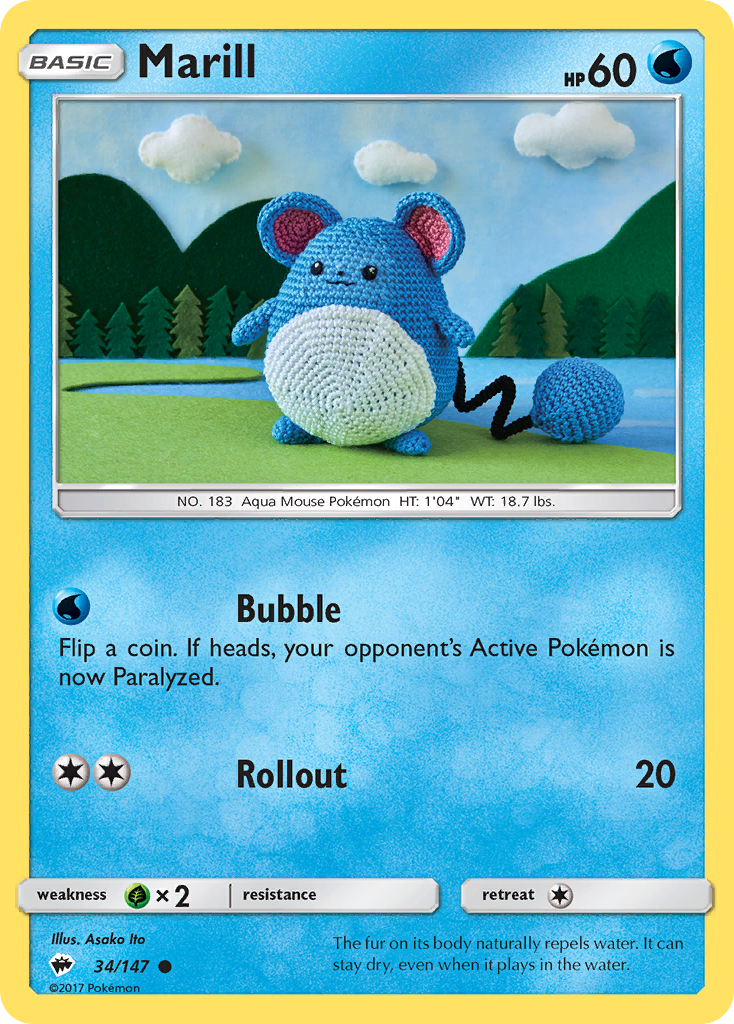 BASIC Marill HP60
NO. 183 Aqua Mouse Pokémon HT: 1'04" WT: 18.7 lbs.
Bubble
Flip a coin. If heads, your opponent's Active Pokémon is
now Paralyzed.
Rollout 20
weakness × 2 resistance retreat
Illus. Asako Ito
34/147
©2017 Pokémon
The fur on its body naturally repels water. It can
stay dry, even when it plays in the water.